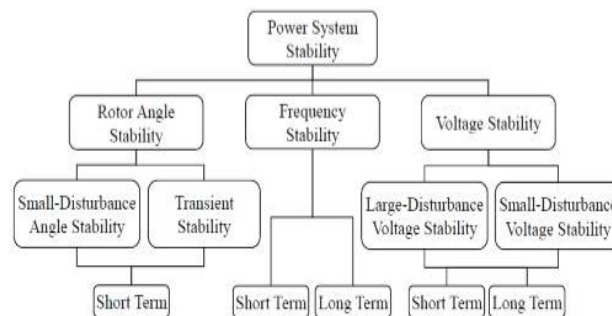 Power System
Stability
Rotor Angle
Stability
Frequency
Stability
Voltage Stability
Small-Disturbance
Angle Stability
Transient
Stability
Large-Disturbance
Voltage Stability
Small-Disturbance
Voltage Stability
Short Term
Short Term
Long Term
Short Term
Long Term